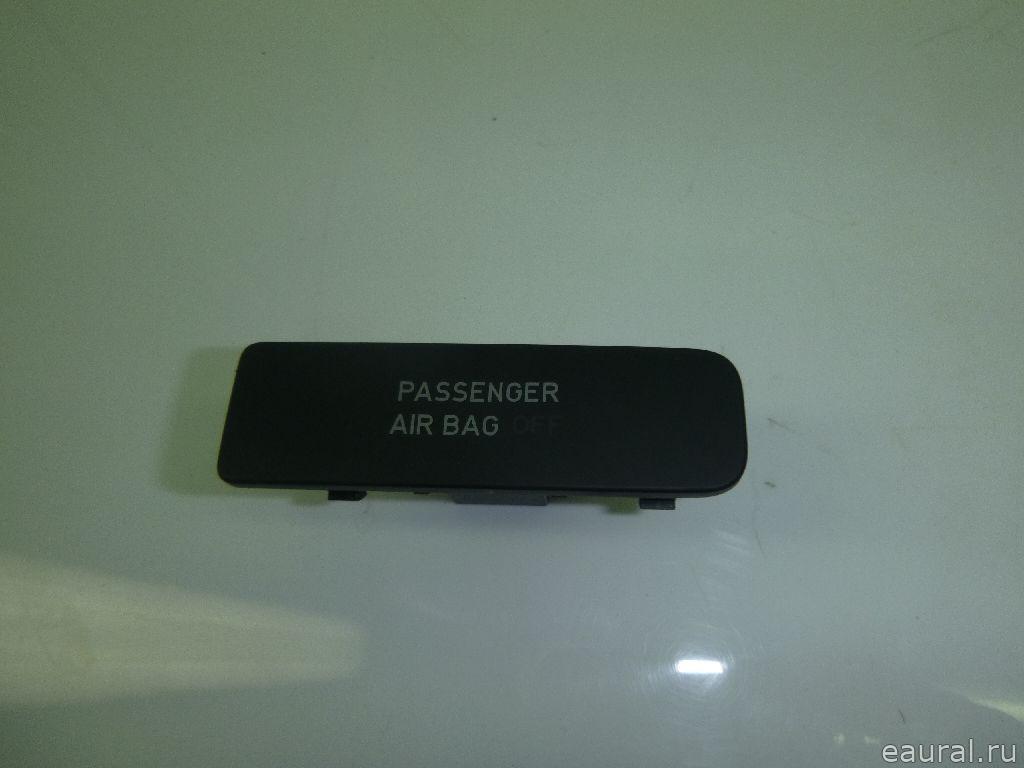 PASSENGER
AIR BAG OFF
eaural.ru